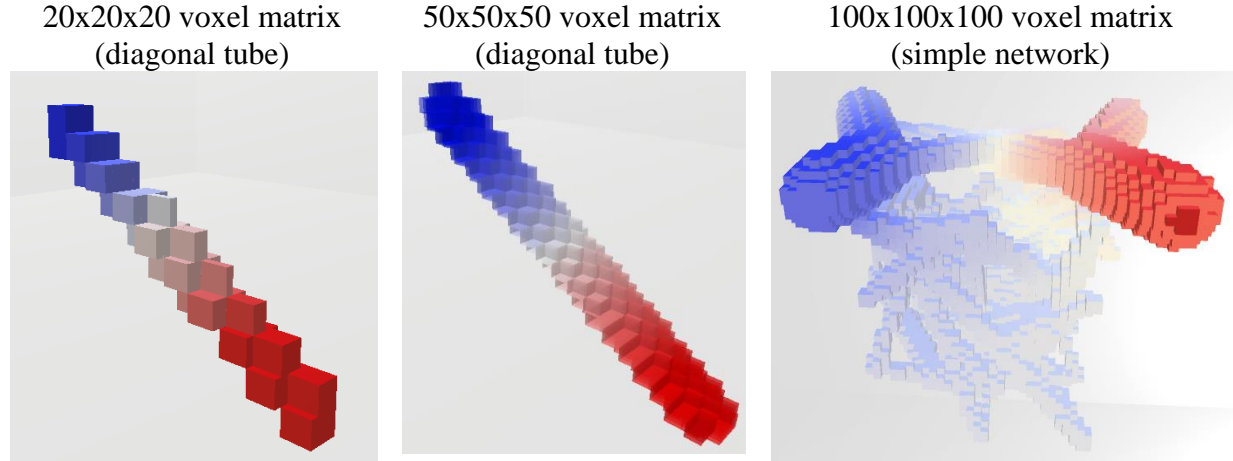 20x20x20 voxel matrix
(diagonal tube)
50x50x50 voxel matrix
(diagonal tube)
100x100x100 voxel matrix
(simple network)